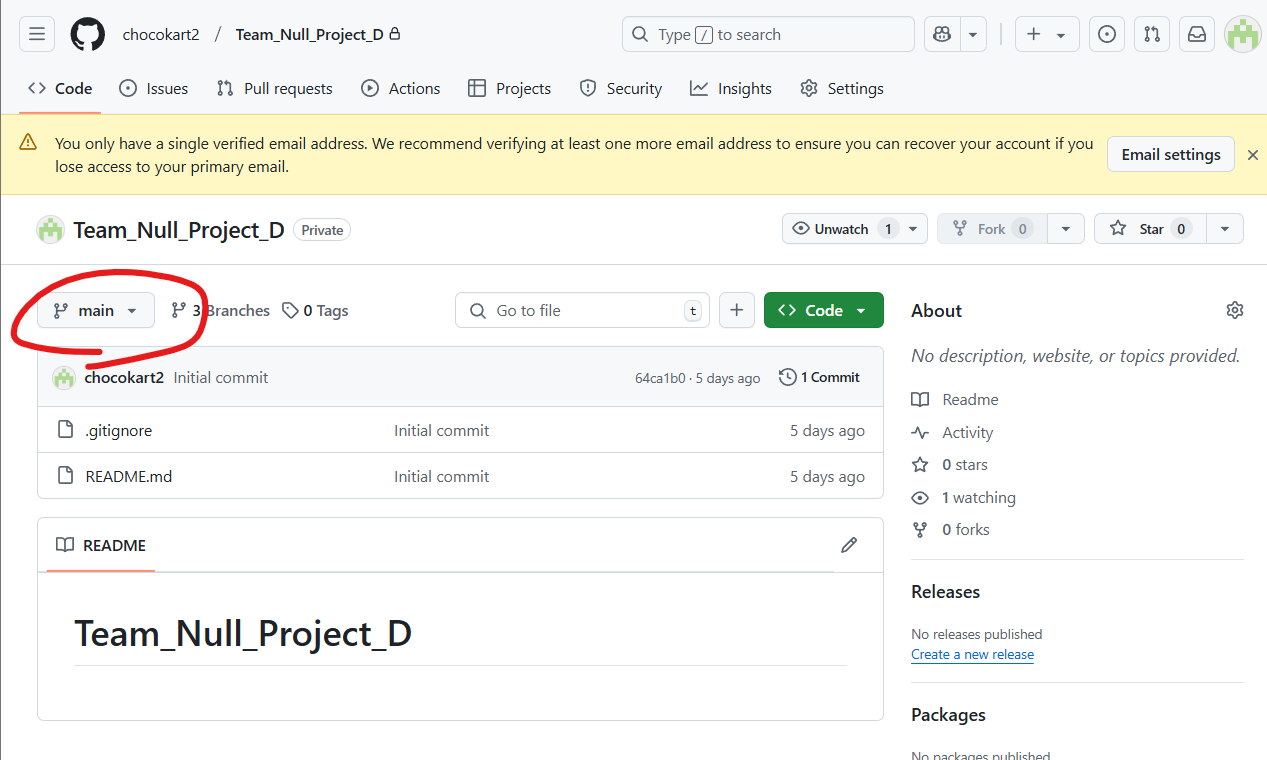 chocokart2 / Team_Null_Project_D
Type / to search
Code
Issues
Pull requests
Actions
Projects
Security
Insights
Settings
You only have a single verified email address. We recommend verifying at least one more email address to ensure you can recover your account if you
lose access to your primary email.
Email settings
Team_Null_Project_D
Private
Unwatch 1
Fork 0
Star 0
main
3 Branches
0 Tags
Go to file
t
Code
chocokart2 Initial commit
64ca1b0 · 5 days ago
1 Commit
.gitignore
Initial commit
5 days ago
README.md
Initial commit
5 days ago
README
Team_Null_Project_D
About
No description, website, or topics provided.
Readme
Activity
0 stars
1 watching
0 forks
Releases
No releases published
Create a new release
Packages
No packages published